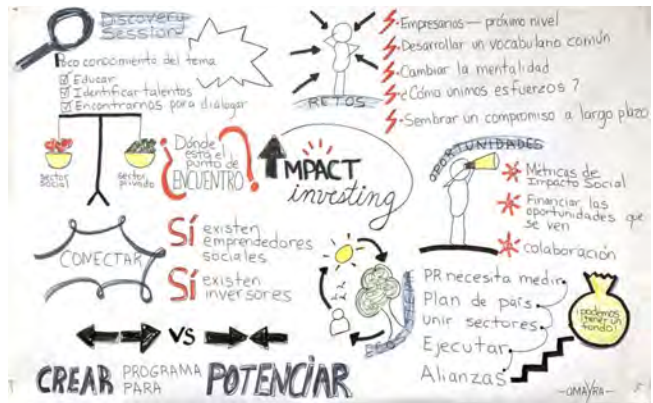 Discovery
Session
Poco conocimiento del tema
Educar
Identificar talentos
Encontrarnos para dialogar
sector
social
sector
privado
¿Dónde
está el
punto de
ENCUENTRO?
CONECTAR
Sí existen
emprendedores
sociales
Sí existen
inversores
VS
CREAR PROGRAMA
PARA POTENCIAR
IMPACT
investing
RETOS
Empresarios — próximo nivel
Desarrollar un vocabulario común
Cambiar la mentalidad
¿Cómo unimos esfuerzos?
Sembrar un compromiso a largo plazo
OPORTUNIDADES
Métricas de
Impacto Social
Financiar las
oportunidades que
se ven
colaboración
ECOSISTEMA
PR necesita medir
Plan de país
unir sectores
Ejecutar
Alianzas
¡podemos
tener un
fondo!
-OMAYRA-